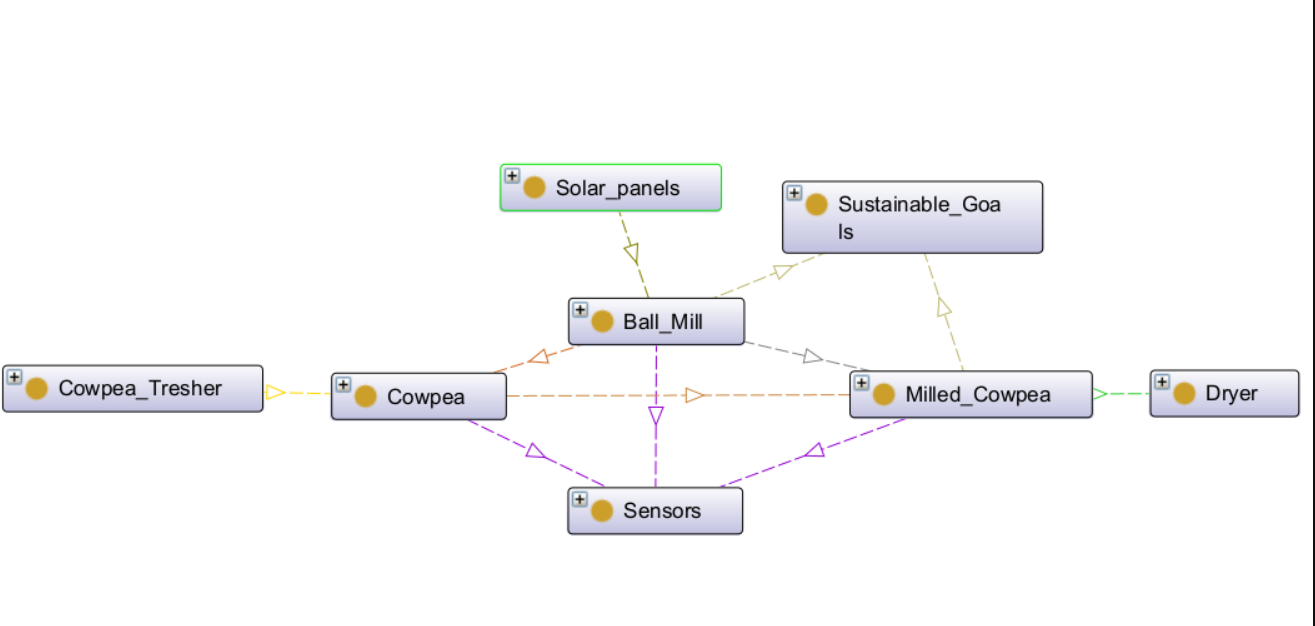 Solar_panels
Sustainable_Goa
ls
Ball_Mill
Cowpea_Tresher
Cowpea
Milled_Cowpea
Dryer
Sensors